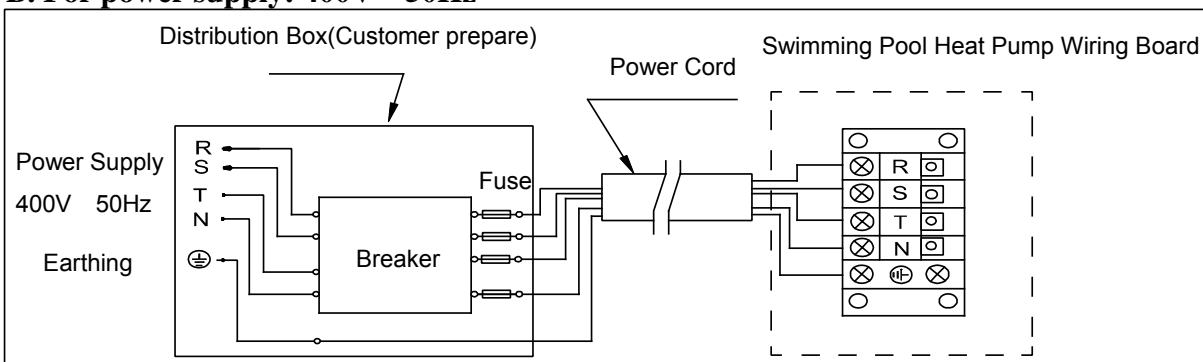 B. For power supply: 400V 50Hz
Distribution Box(Customer prepare)
Power Cord
Swimming Pool Heat Pump Wiring Board
Power Supply
400V 50Hz
Earthing
R
S
T
N
Breaker
Fuse
R
S
T
N